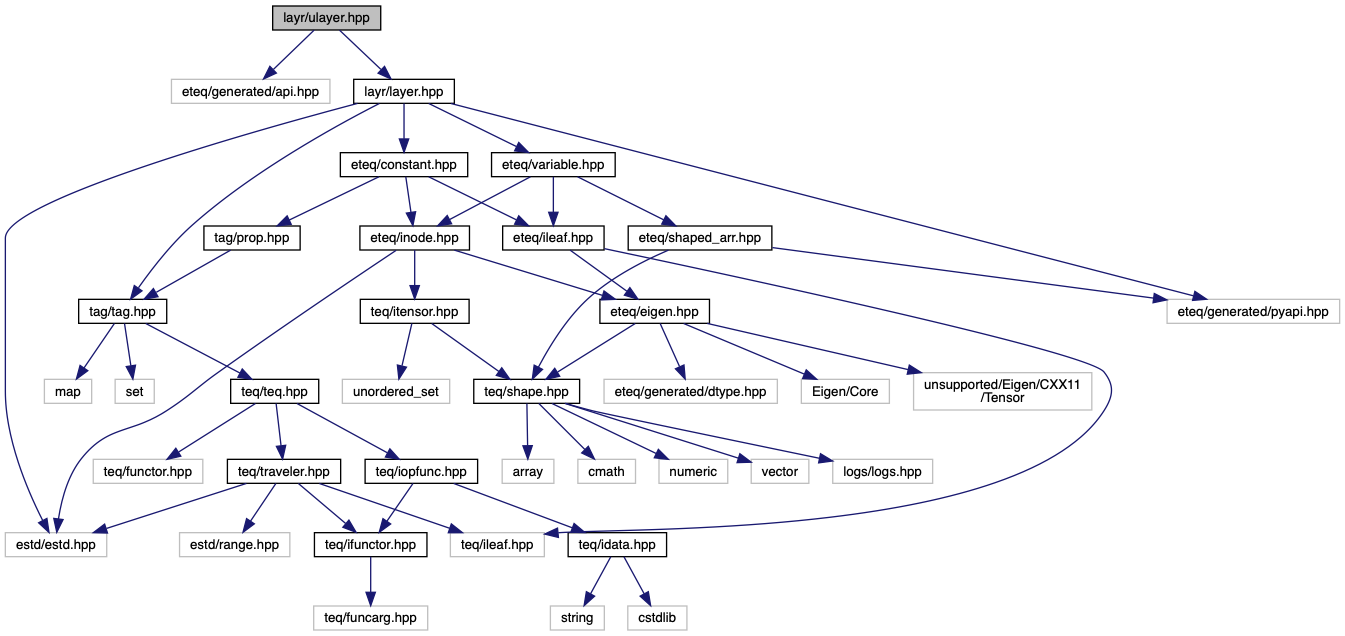 layr/ulayer.hpp
eteq/generated/api.hpp
layr/layer.hpp
eteq/constant.hpp
eteq/variable.hpp
tag/prop.hpp
eteq/inode.hpp
eteq/ileaf.hpp
eteq/shaped_arr.hpp
tag/tag.hpp
teq/itensor.hpp
eteq/eigen.hpp
eteq/generated/pyapi.hpp
map
set
teq/teq.hpp
unordered_set
teq/shape.hpp
eteq/generated/dtype.hpp
Eigen/Core
unsupported/Eigen/CXX11
/Tensor
teq/functor.hpp
teq/traveler.hpp
teq/iopfunc.hpp
array
cmath
numeric
vector
logs/logs.hpp
estd/estd.hpp
estd/range.hpp
teq/ifunctor.hpp
teq/ileaf.hpp
teq/idata.hpp
teq/funcarg.hpp
string
cstdlib